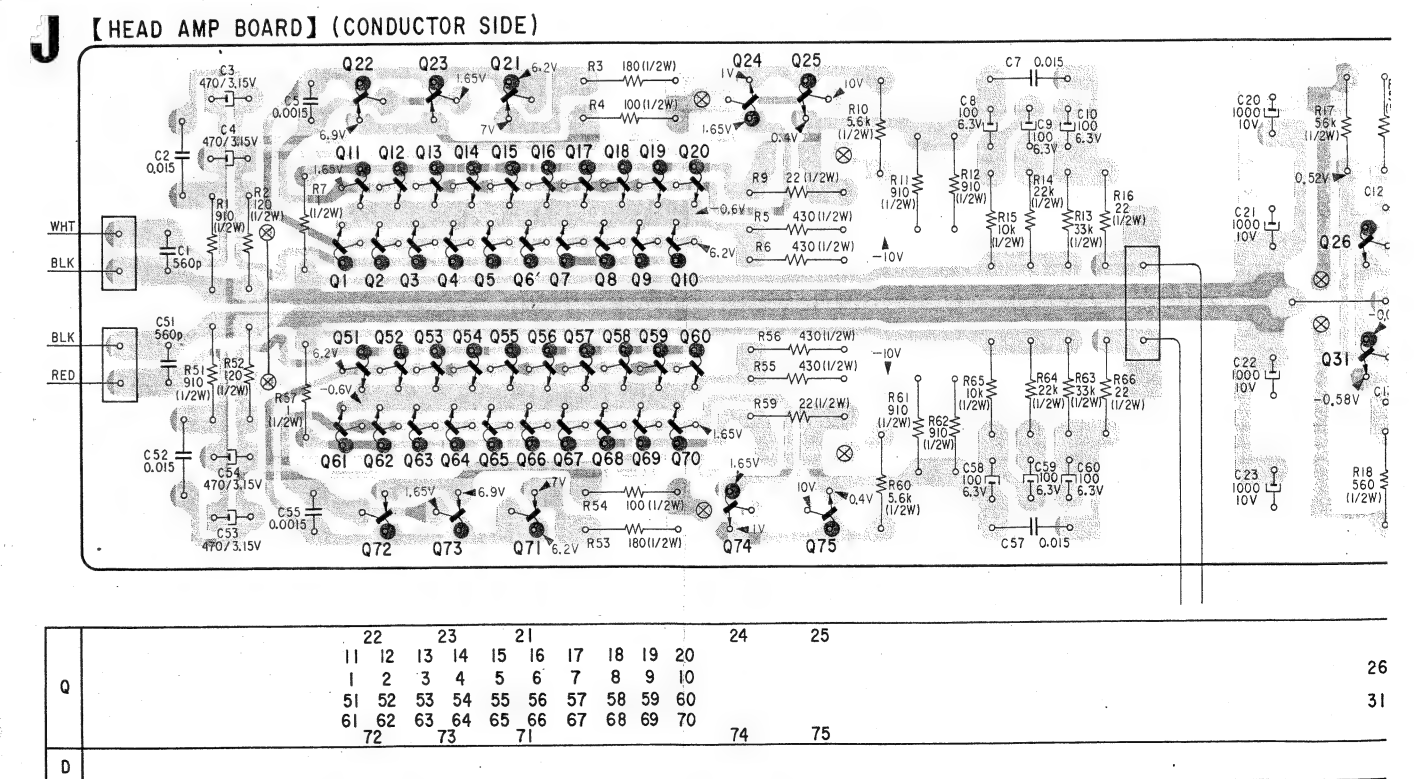 J 【HEAD AMP BOARD】(CONDUCTOR SIDE)
C3 470/3.15V
C5 0.0015
Q22
Q23
1.65V
Q21
6.2V
R3 180(1/2W)
R4 100(1/2W)
6.9V
7V
Q24
1V
1.65V
Q25
10V
0.4V
R10 5.6k (1/2W)
C7 0.015
C8 100 6.3V
C9 100 6.3V
C10 100 6.3V
C20 1000 10V
R17 56k (1/2W)
C4 470/3.15V
C2 0.015
Q11 Q12 Q13 Q14 Q15 Q16 Q17 Q18 Q19 Q20
1.65V
R7 1 (1/2W)
-0.6V
R9 22(1/2W)
R5 430(1/2W)
R6 430(1/2W)
R11 910 (1/2W)
R12 910 (1/2W)
-10V
R15 10k (1/2W)
R14 22k (1/2W)
R13 33k (1/2W)
R16 22 (1/2W)
0.52V
C12
C21 1000 10V
Q26
R1 910 (1/2W)
R2 120 (1/2W)
WHT
BLK
C1 560p
6.2V
Q1 Q2 Q3 Q4 Q5 Q6 Q7 Q8 Q9 Q10
C51 560p
BLK
RED
Q51 Q52 Q53 Q54 Q55 Q56 Q57 Q58 Q59 Q60
6.2V
-0.6V
R51 910 (1/2W)
R52 120 (1/2W)
R57 1 (1/2W)
R56 430(1/2W)
R55 430(1/2W)
R59 22(1/2W)
-10V
R61 910 (1/2W)
R62 910 (1/2W)
R65 10k (1/2W)
R64 22k (1/2W)
R63 33k (1/2W)
R66 22 (1/2W)
C22 1000 10V
Q31
-0.58V
1.65V
Q61 Q62 Q63 Q64 Q65 Q66 Q67 Q68 Q69 Q70
C52 0.015
C54 470/3.15V
C53 470/3.15V
C55 0.0015
1.65V
6.9V
7V
6.2V
Q72
Q73
Q71
R54 100(1/2W)
R53 180(1/2W)
1.65V
1V
Q74
10V
0.4V
Q75
R60 5.6k (1/2W)
C58 100 6.3V
C59 100 6.3V
C60 100 6.3V
C57 0.015
C23 1000 10V
R18 560 (1/2W)
22 23 21 24 25
11 12 13 14 15 16 17 18 19 20
Q 1 2 3 4 5 6 7 8 9 10 26
51 52 53 54 55 56 57 58 59 60 31
61 62 63 64 65 66 67 68 69 70
72 73 71 74 75
D